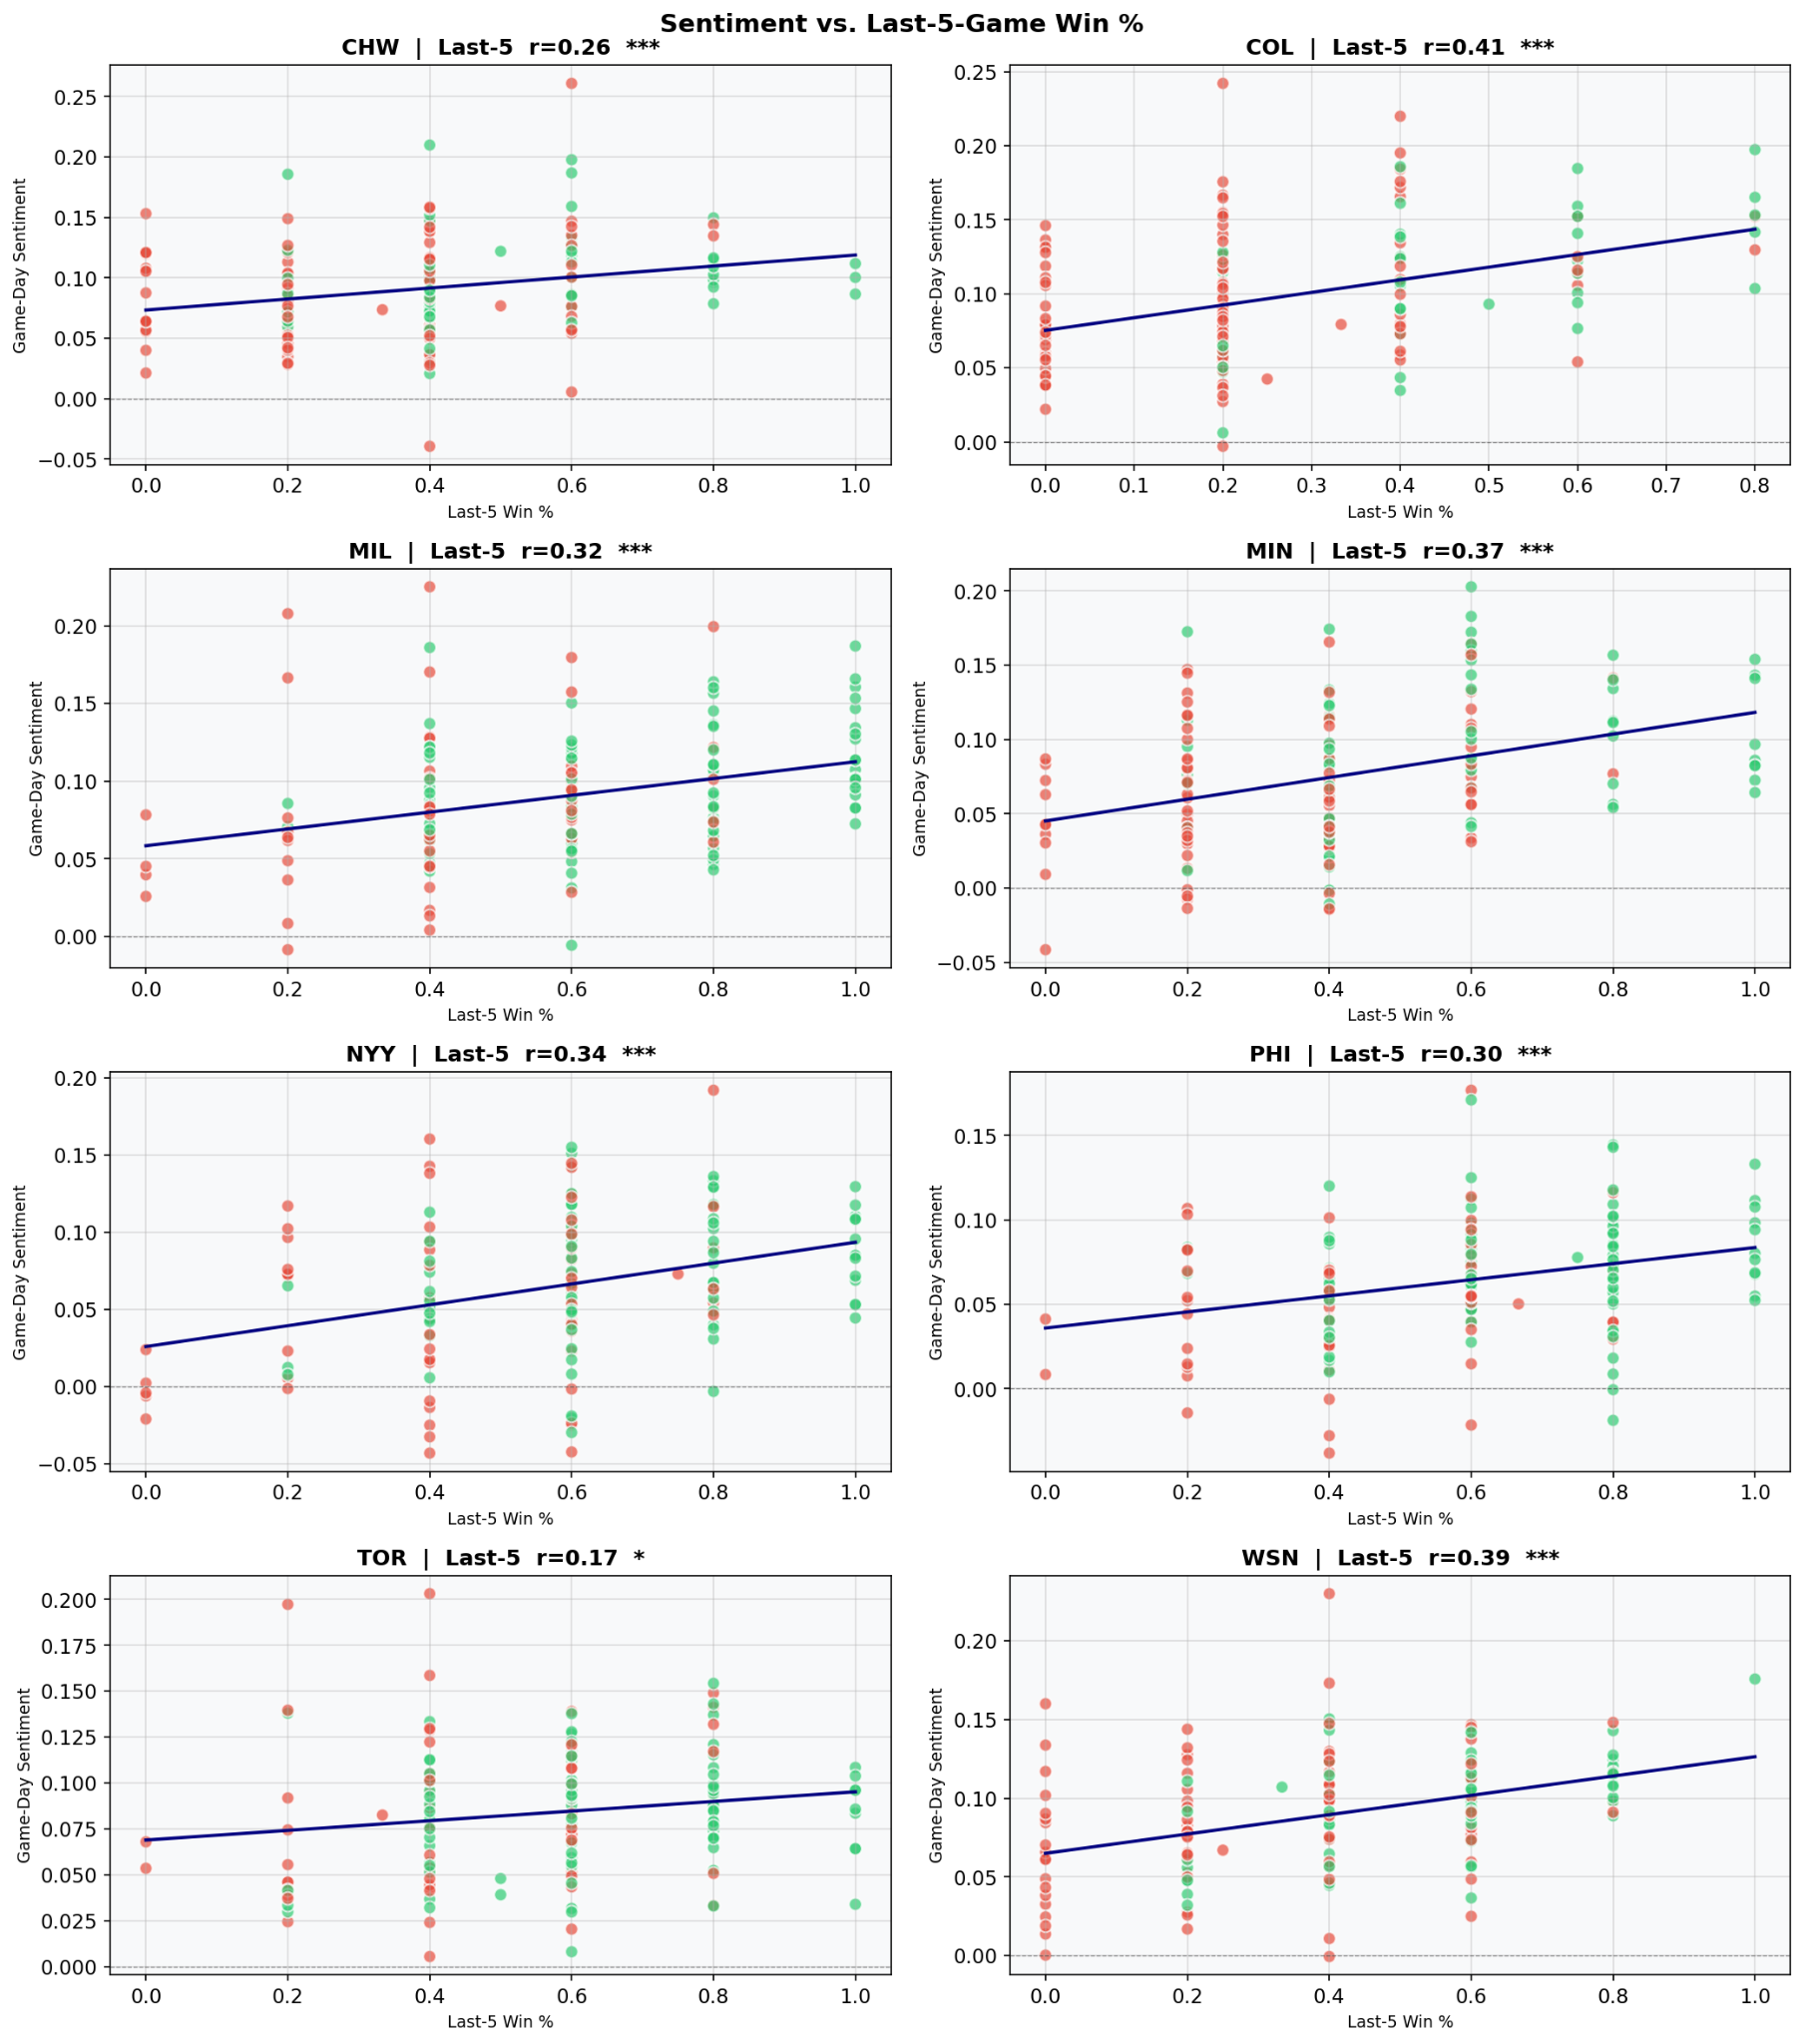 Sentiment vs. Last-5-Game Win %
CHW | Last-5 r=0.26 ***
Game-Day Sentiment
0.25
0.20
0.15
0.10
0.05
0.00
−0.05
0.0 0.2 0.4 0.6 0.8 1.0
Last-5 Win %
COL | Last-5 r=0.41 ***
Game-Day Sentiment
0.25
0.20
0.15
0.10
0.05
0.00
0.0 0.1 0.2 0.3 0.4 0.5 0.6 0.7 0.8
Last-5 Win %
MIL | Last-5 r=0.32 ***
Game-Day Sentiment
0.20
0.15
0.10
0.05
0.00
0.0 0.2 0.4 0.6 0.8 1.0
Last-5 Win %
MIN | Last-5 r=0.37 ***
Game-Day Sentiment
0.20
0.15
0.10
0.05
0.00
−0.05
0.0 0.2 0.4 0.6 0.8 1.0
Last-5 Win %
NYY | Last-5 r=0.34 ***
Game-Day Sentiment
0.20
0.15
0.10
0.05
0.00
−0.05
0.0 0.2 0.4 0.6 0.8 1.0
Last-5 Win %
PHI | Last-5 r=0.30 ***
Game-Day Sentiment
0.15
0.10
0.05
0.00
0.0 0.2 0.4 0.6 0.8 1.0
Last-5 Win %
TOR | Last-5 r=0.17 *
Game-Day Sentiment
0.200
0.175
0.150
0.125
0.100
0.075
0.050
0.025
0.000
0.0 0.2 0.4 0.6 0.8 1.0
Last-5 Win %
WSN | Last-5 r=0.39 ***
Game-Day Sentiment
0.20
0.15
0.10
0.05
0.00
0.0 0.2 0.4 0.6 0.8 1.0
Last-5 Win %